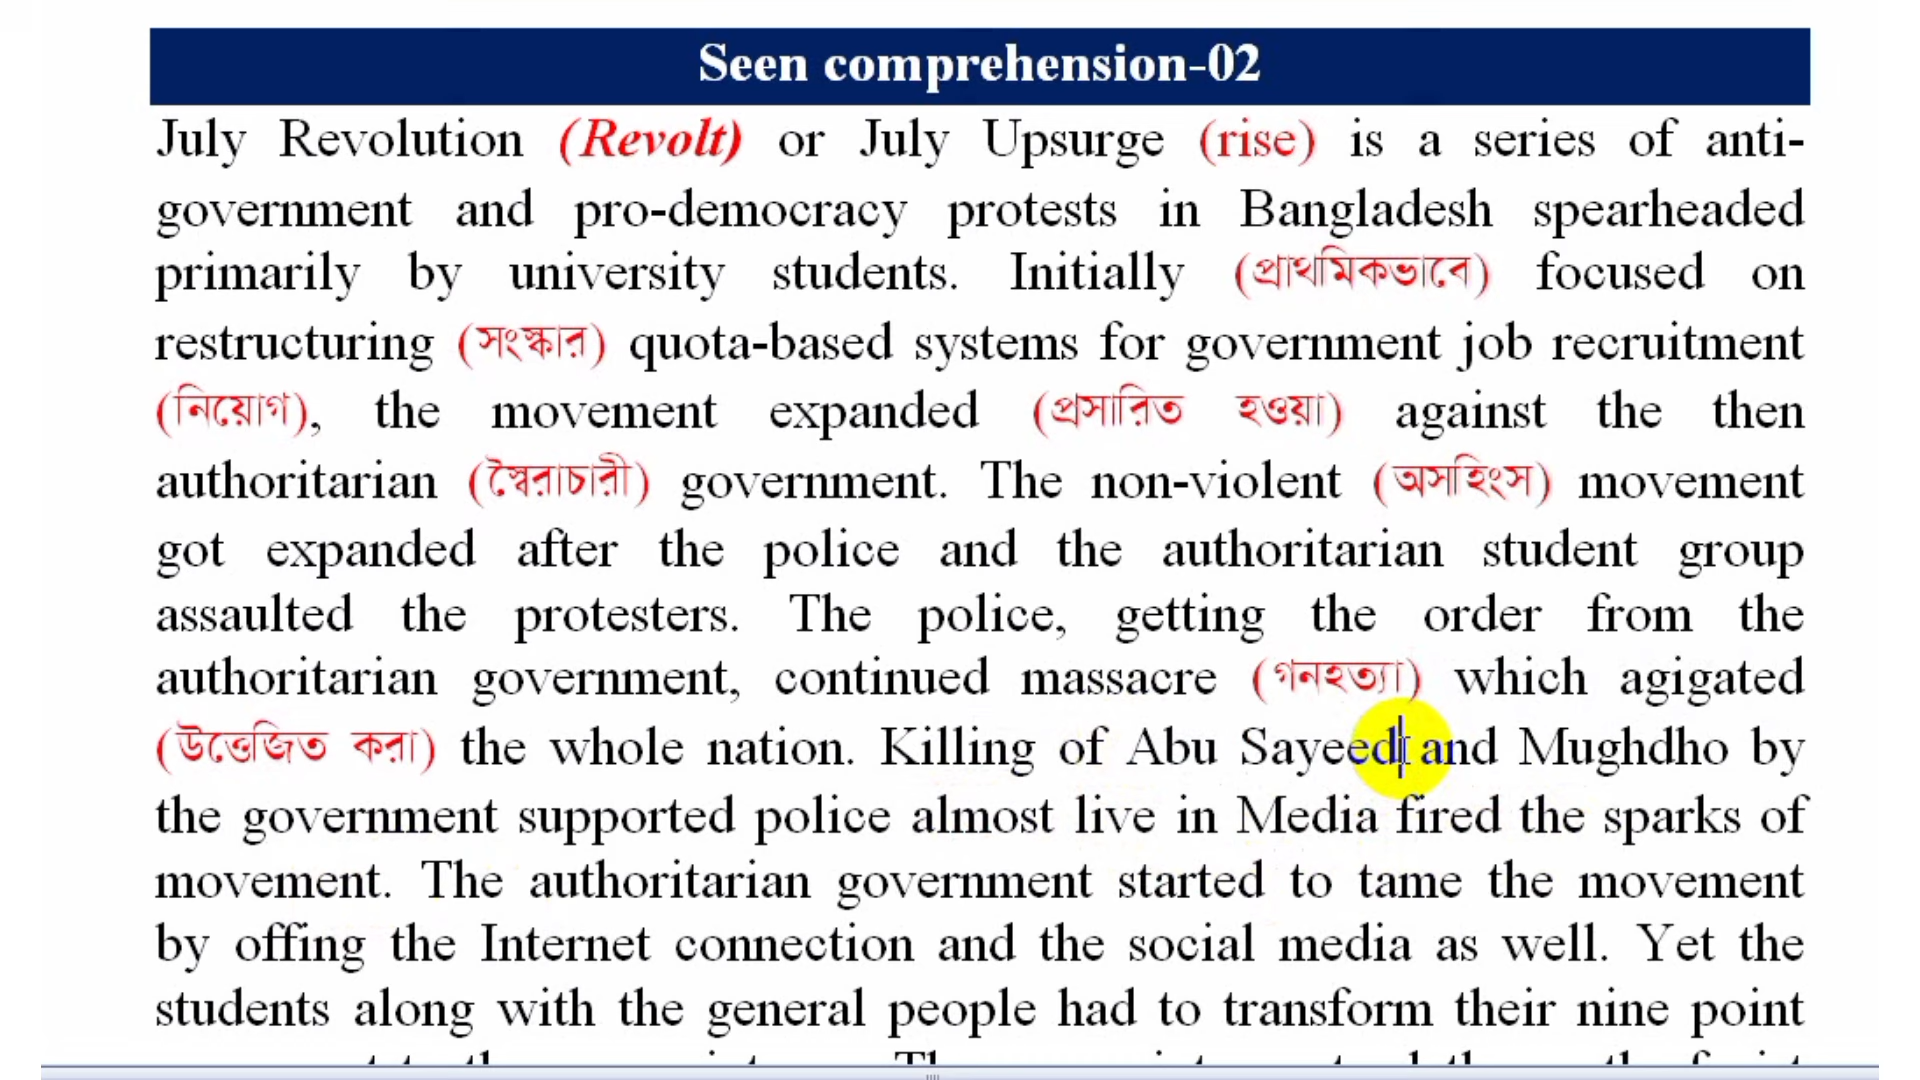 Seen comprehension-02
July Revolution (Revolt) or July Upsurge (rise) is a series of anti-
government and pro-democracy protests in Bangladesh spearheaded
primarily by university students. Initially (প্রাথমিকভাবে) focused on
restructuring (সংস্কার) quota-based systems for government job recruitment
(নিয়োগ), the movement expanded (প্রসারিত হওয়া) against the then
authoritarian (স্বৈরাচারী) government. The non-violent (অসহিংস) movement
got expanded after the police and the authoritarian student group
assaulted the protesters. The police, getting the order from the
authoritarian government, continued massacre (গনহত্যা) which agigated
(উত্তেজিত করা) the whole nation. Killing of Abu Sayeed and Mughdho by
the government supported police almost live in Media fired the sparks of
movement. The authoritarian government started to tame the movement
by offing the Internet connection and the social media as well. Yet the
students along with the general people had to transform their nine point